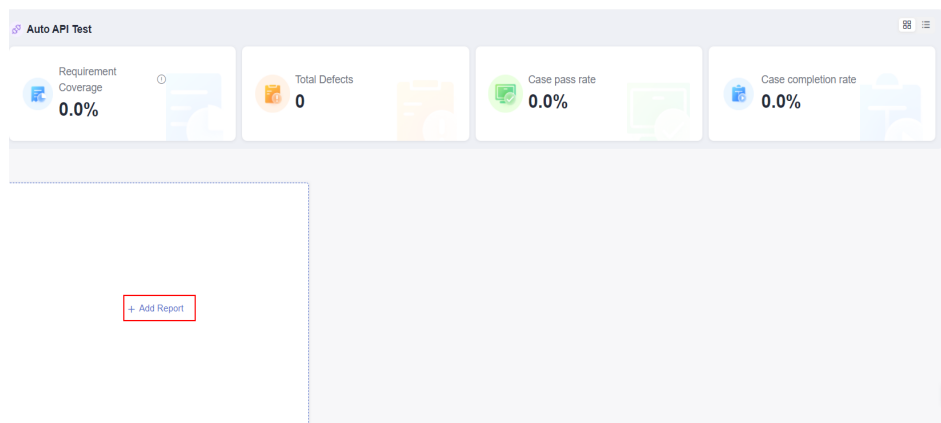 Auto API Test
Requirement
Coverage
0.0%
Total Defects
0
Case pass rate
0.0%
Case completion rate
0.0%
+ Add Report